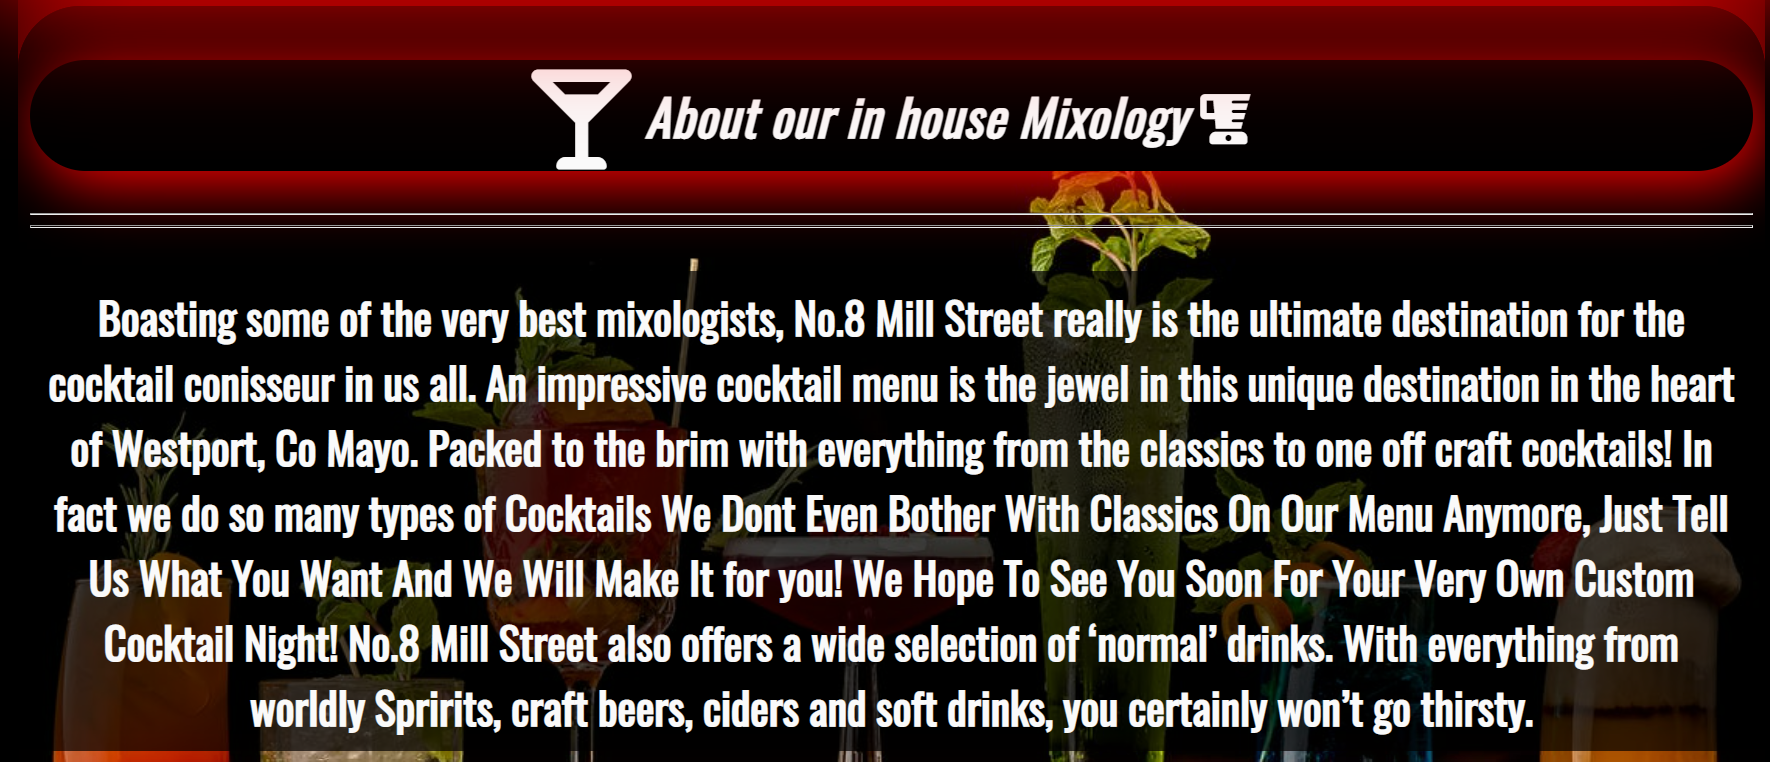 About our in house Mixology
Boasting some of the very best mixologists, No.8 Mill Street really is the ultimate destination for the
cocktail conisseur in us all. An impressive cocktail menu is the jewel in this unique destination in the heart
of Westport, Co Mayo. Packed to the brim with everything from the classics to one off craft cocktails! In
fact we do so many types of Cocktails We Dont Even Bother With Classics On Our Menu Anymore, Just Tell
Us What You Want And We Will Make It for you! We Hope To See You Soon For Your Very Own Custom
Cocktail Night! No.8 Mill Street also offers a wide selection of ‘normal’ drinks. With everything from
worldly Spririts, craft beers, ciders and soft drinks, you certainly won’t go thirsty.